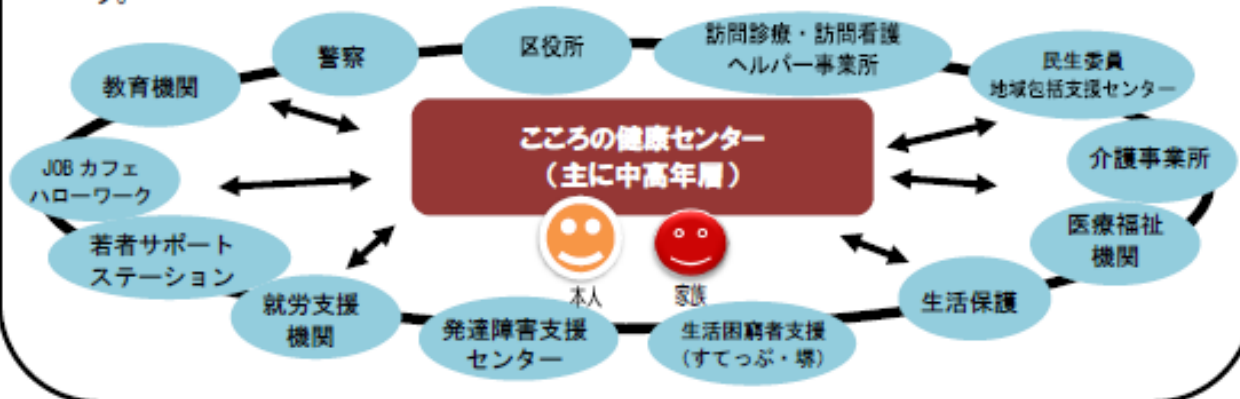 す。
警察
区役所
訪問診療・訪問看護
ヘルパー事業所
民生委員
地域包括支援センター
教育機関
こころの健康センター
（主に中高年層）
介護事業所
JOB カフェ
ハローワーク
医療福祉
機関
若者サポート
ステーション
本人
家族
生活保護
就労支援
機関
発達障害支援
センター
生活困窮者支援
（すてっぷ・堺）